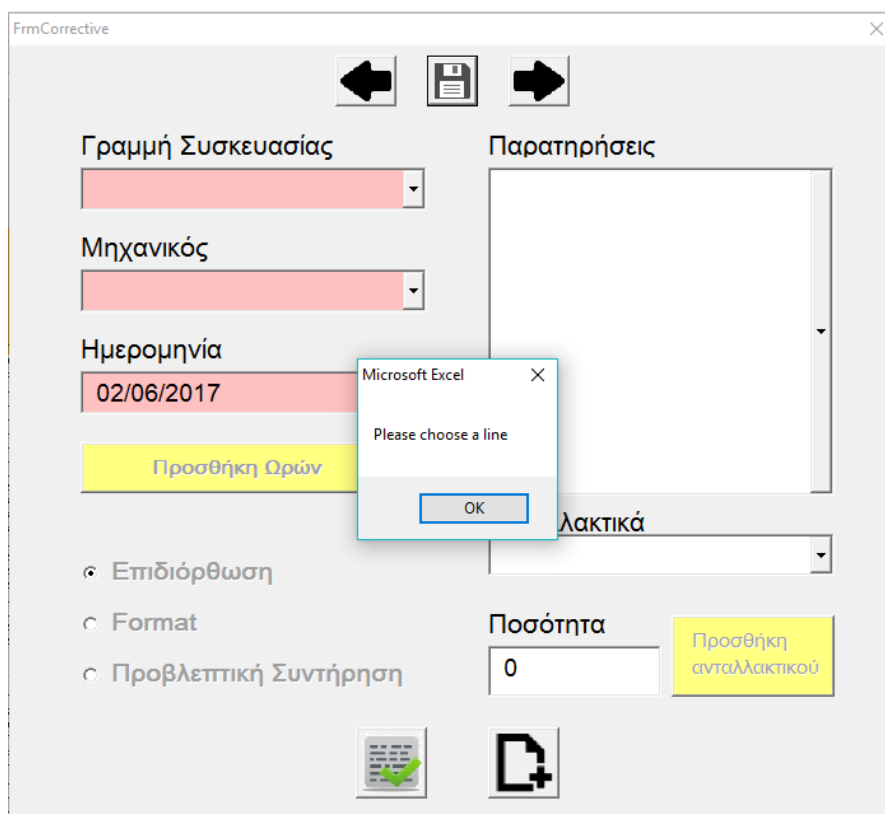 FrmCorrective
Γραμμή Συσκευασίας
Μηχανικός
Ημερομηνία
02/06/2017
Προσθήκη Ωρών
Επιδιόρθωση
Format
Προβλεπτική Συντήρηση
Παρατηρήσεις
Microsoft Excel
Please choose a line
OK
λακτικά
Ποσότητα
0
Προσθήκη
ανταλλακτικού